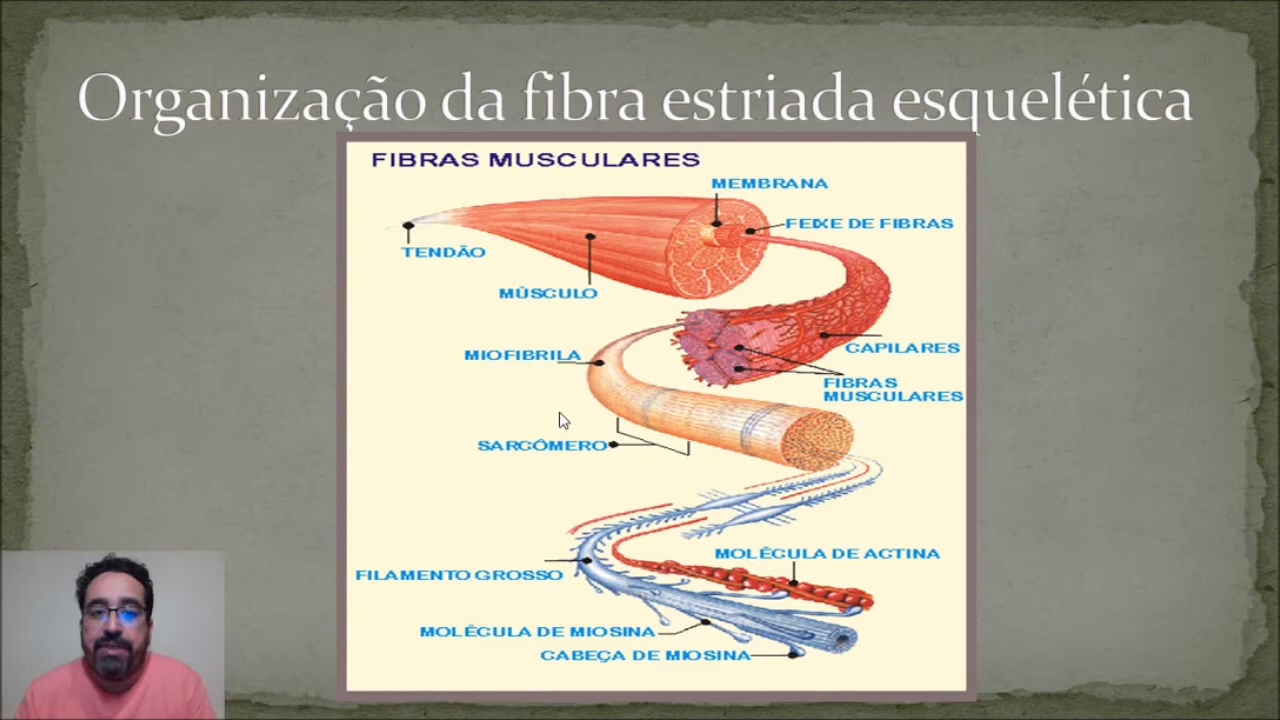 Organização da fibra estriada esquelética
FIBRAS MUSCULARES
MEMBRANA
FEIXE DE FIBRAS
TENDÃO
MÚSCULO
MIOFIBRILA
CAPILARES
FIBRAS
MUSCULARES
SARCÔMERO
MOLÉCULA DE ACTINA
FILAMENTO GROSSO
MOLÉCULA DE MIOSINA
CABEÇA DE MIOSINA